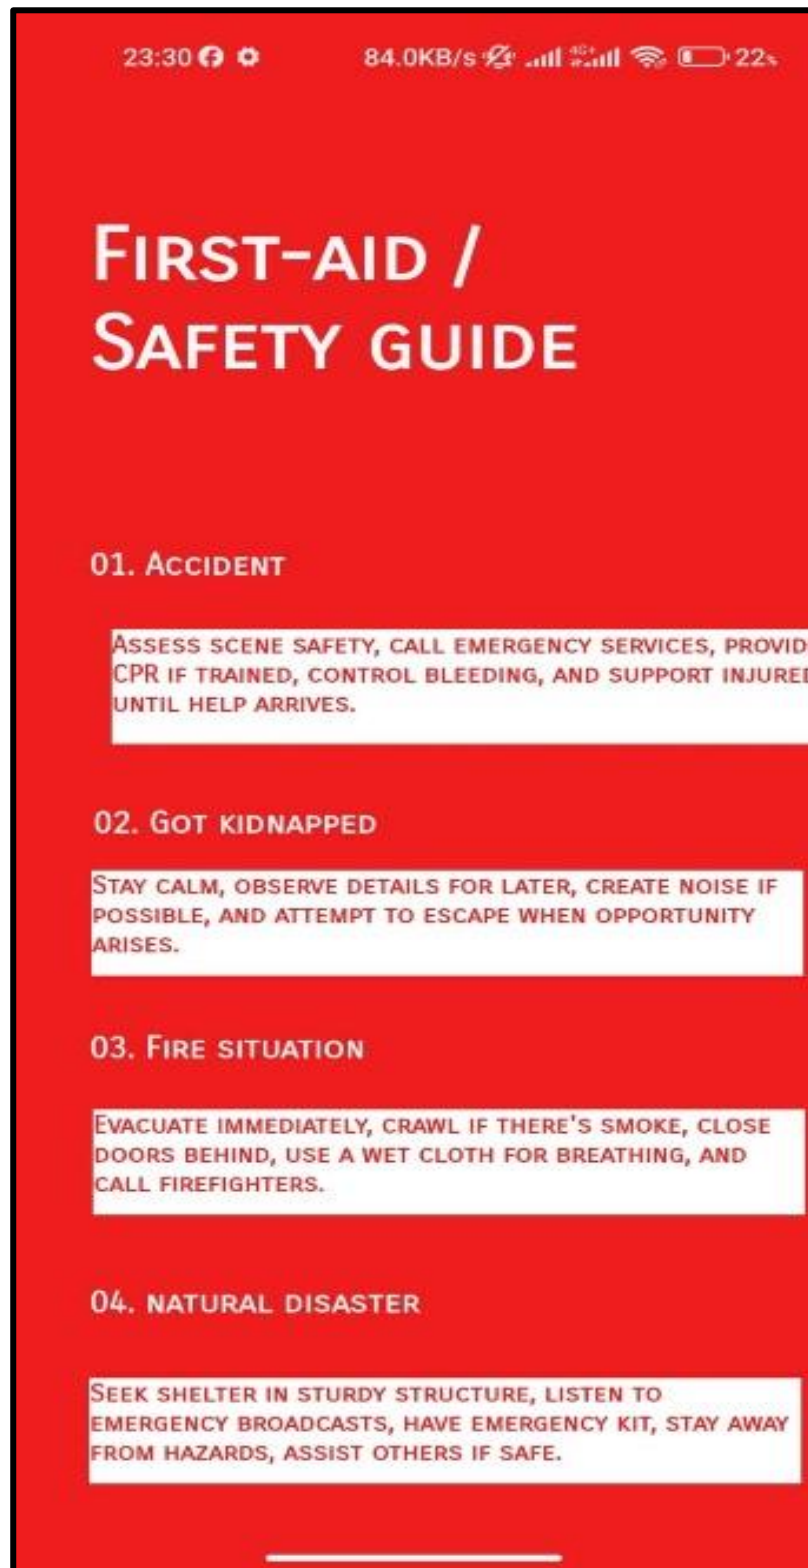 23:30 84.0KB/s 4G+ 22%
FIRST-AID /
SAFETY GUIDE
01. ACCIDENT
ASSESS SCENE SAFETY, CALL EMERGENCY SERVICES, PROVID
CPR IF TRAINED, CONTROL BLEEDING, AND SUPPORT INJURED
UNTIL HELP ARRIVES.
02. GOT KIDNAPPED
STAY CALM, OBSERVE DETAILS FOR LATER, CREATE NOISE IF
POSSIBLE, AND ATTEMPT TO ESCAPE WHEN OPPORTUNITY
ARISES.
03. FIRE SITUATION
EVACUATE IMMEDIATELY, CRAWL IF THERE'S SMOKE, CLOSE
DOORS BEHIND, USE A WET CLOTH FOR BREATHING, AND
CALL FIREFIGHTERS.
04. NATURAL DISASTER
SEEK SHELTER IN STURDY STRUCTURE, LISTEN TO
EMERGENCY BROADCASTS, HAVE EMERGENCY KIT, STAY AWAY
FROM HAZARDS, ASSIST OTHERS IF SAFE.